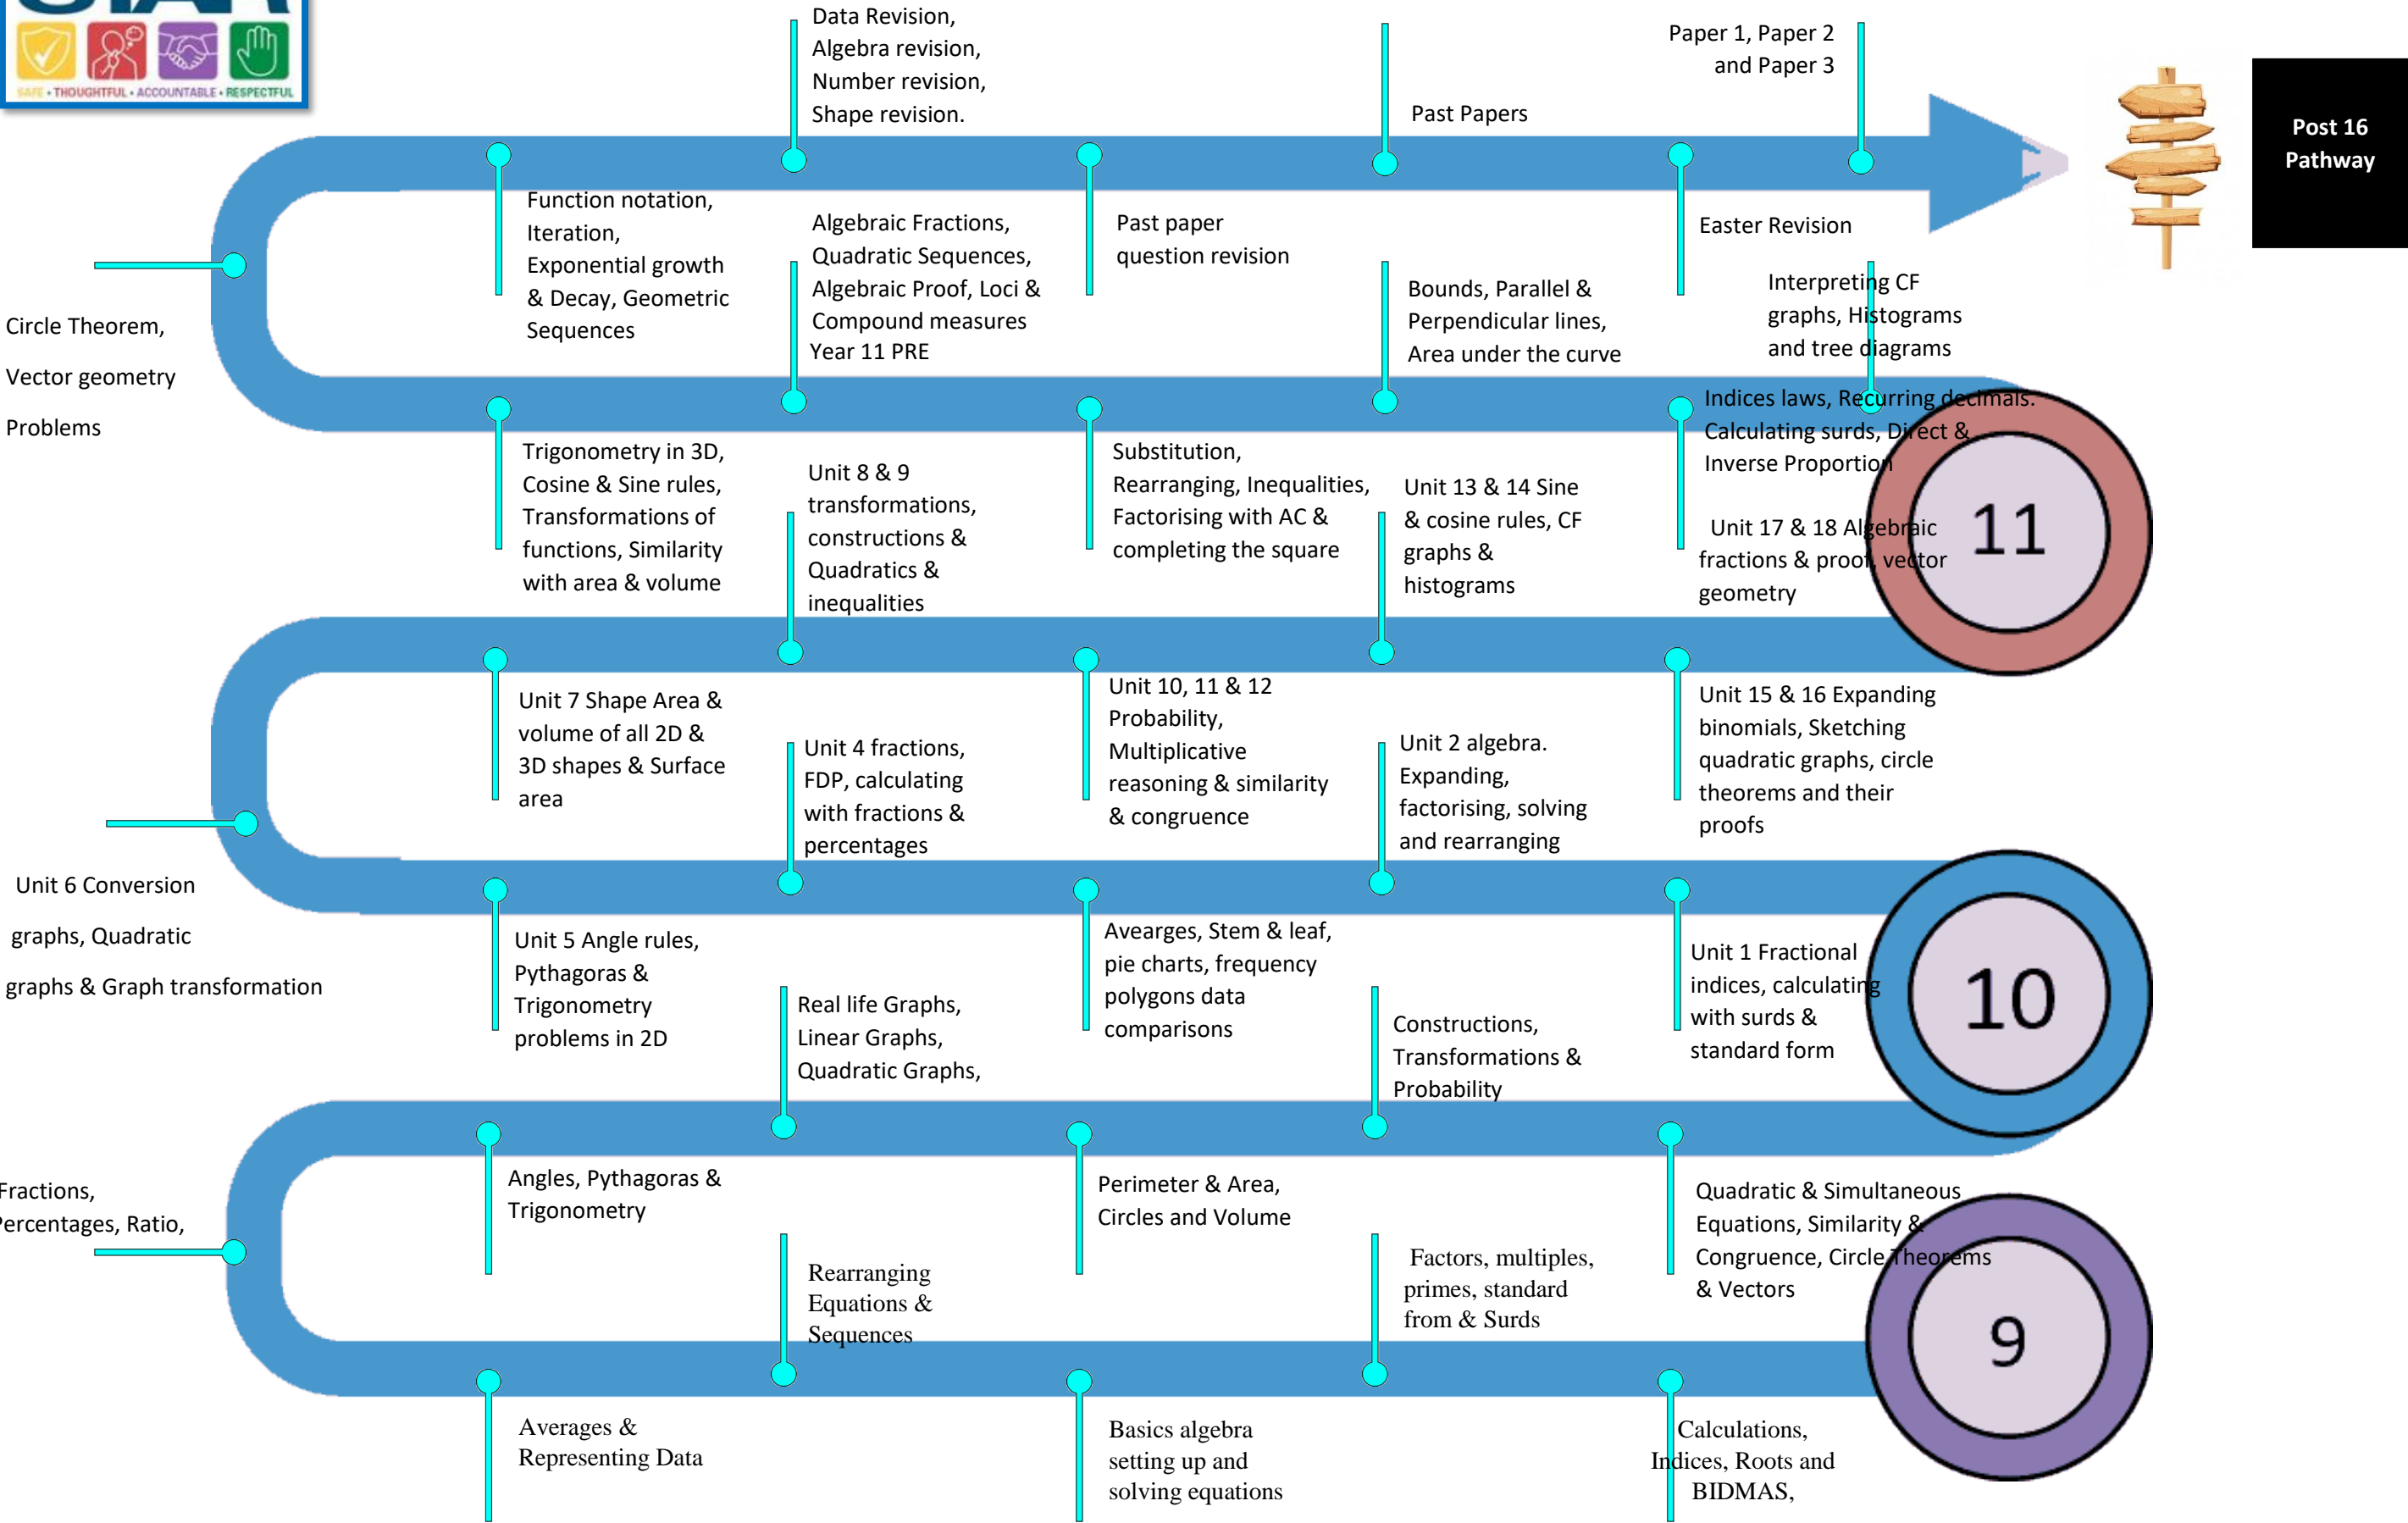 STAR
SAFE • THOUGHTFUL • ACCOUNTABLE • RESPECTFUL
Data Revision,
Algebra revision,
Number revision,
Shape revision.
Past Papers
Paper 1, Paper 2
and Paper 3
Post 16
Pathway
Function notation,
Iteration,
Exponential growth
& Decay, Geometric
Sequences
Algebraic Fractions,
Quadratic Sequences,
Algebraic Proof, Loci &
Compound measures
Year 11 PRE
Past paper
question revision
Bounds, Parallel &
Perpendicular lines,
Area under the curve
Easter Revision
Interpreting CF
graphs, Histograms
and tree diagrams
Circle Theorem,
Vector geometry
Problems
Trigonometry in 3D,
Cosine & Sine rules,
Transformations of
functions, Similarity
with area & volume
Unit 8 & 9
transformations,
constructions &
Quadratics &
inequalities
Substitution,
Rearranging, Inequalities,
Factorising with AC &
completing the square
Unit 13 & 14 Sine
& cosine rules, CF
graphs &
histograms
Indices laws, Recurring decimals.
Calculating surds, Direct &
Inverse Proportion
Unit 17 & 18 Algebraic
fractions & proof, vector
geometry
11
Unit 7 Shape Area &
volume of all 2D &
3D shapes & Surface
area
Unit 4 fractions,
FDP, calculating
with fractions &
percentages
Unit 10, 11 & 12
Probability,
Multiplicative
reasoning & similarity
& congruence
Unit 2 algebra.
Expanding,
factorising, solving
and rearranging
Unit 15 & 16 Expanding
binomials, Sketching
quadratic graphs, circle
theorems and their
proofs
Unit 6 Conversion
graphs, Quadratic
graphs & Graph transformation
Unit 5 Angle rules,
Pythagoras &
Trigonometry
problems in 2D
Real life Graphs,
Linear Graphs,
Quadratic Graphs,
Avearges, Stem & leaf,
pie charts, frequency
polygons data
comparisons
Constructions,
Transformations &
Probability
Unit 1 Fractional
indices, calculating
with surds &
standard form
10
Fractions,
Percentages, Ratio,
Angles, Pythagoras &
Trigonometry
Rearranging
Equations &
Sequences
Perimeter & Area,
Circles and Volume
Factors, multiples,
primes, standard
from & Surds
Quadratic & Simultaneous
Equations, Similarity &
Congruence, Circle Theorems
& Vectors
9
Averages &
Representing Data
Basics algebra
setting up and
solving equations
Calculations,
Indices, Roots and
BIDMAS,